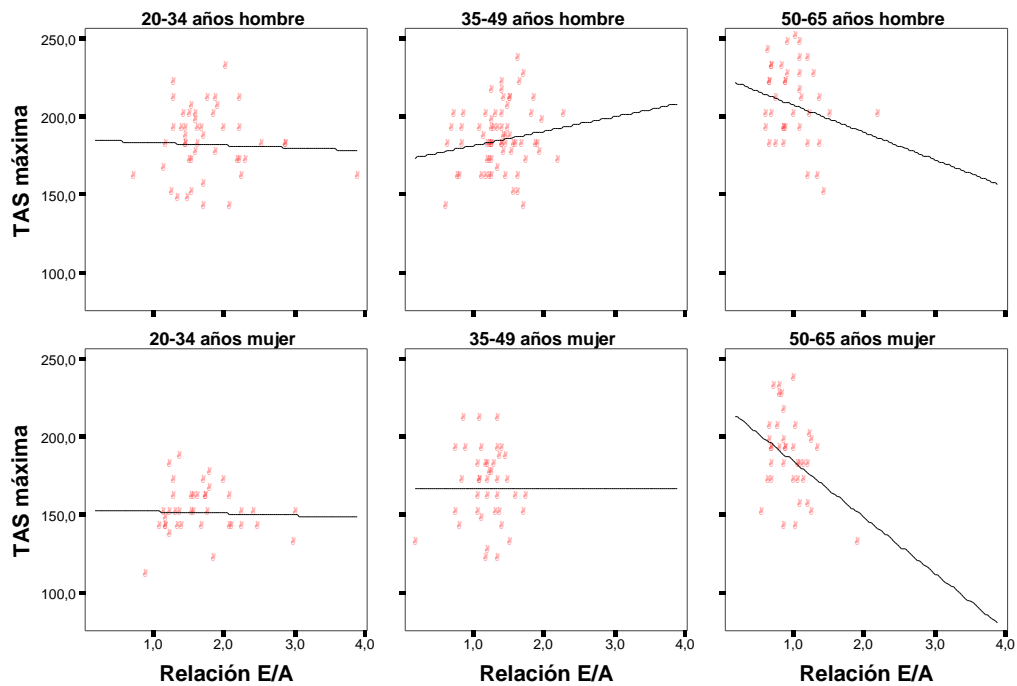 20-34 años hombre 35-49 años hombre 50-65 años hombre
250,0
200,0
150,0
100,0
TAS máxima
20-34 años mujer 35-49 años mujer 50-65 años mujer
250,0
200,0
150,0
100,0
TAS máxima
1,0 2,0 3,0 4,0 1,0 2,0 3,0 4,0 1,0 2,0 3,0 4,0
Relación E/A Relación E/A Relación E/A